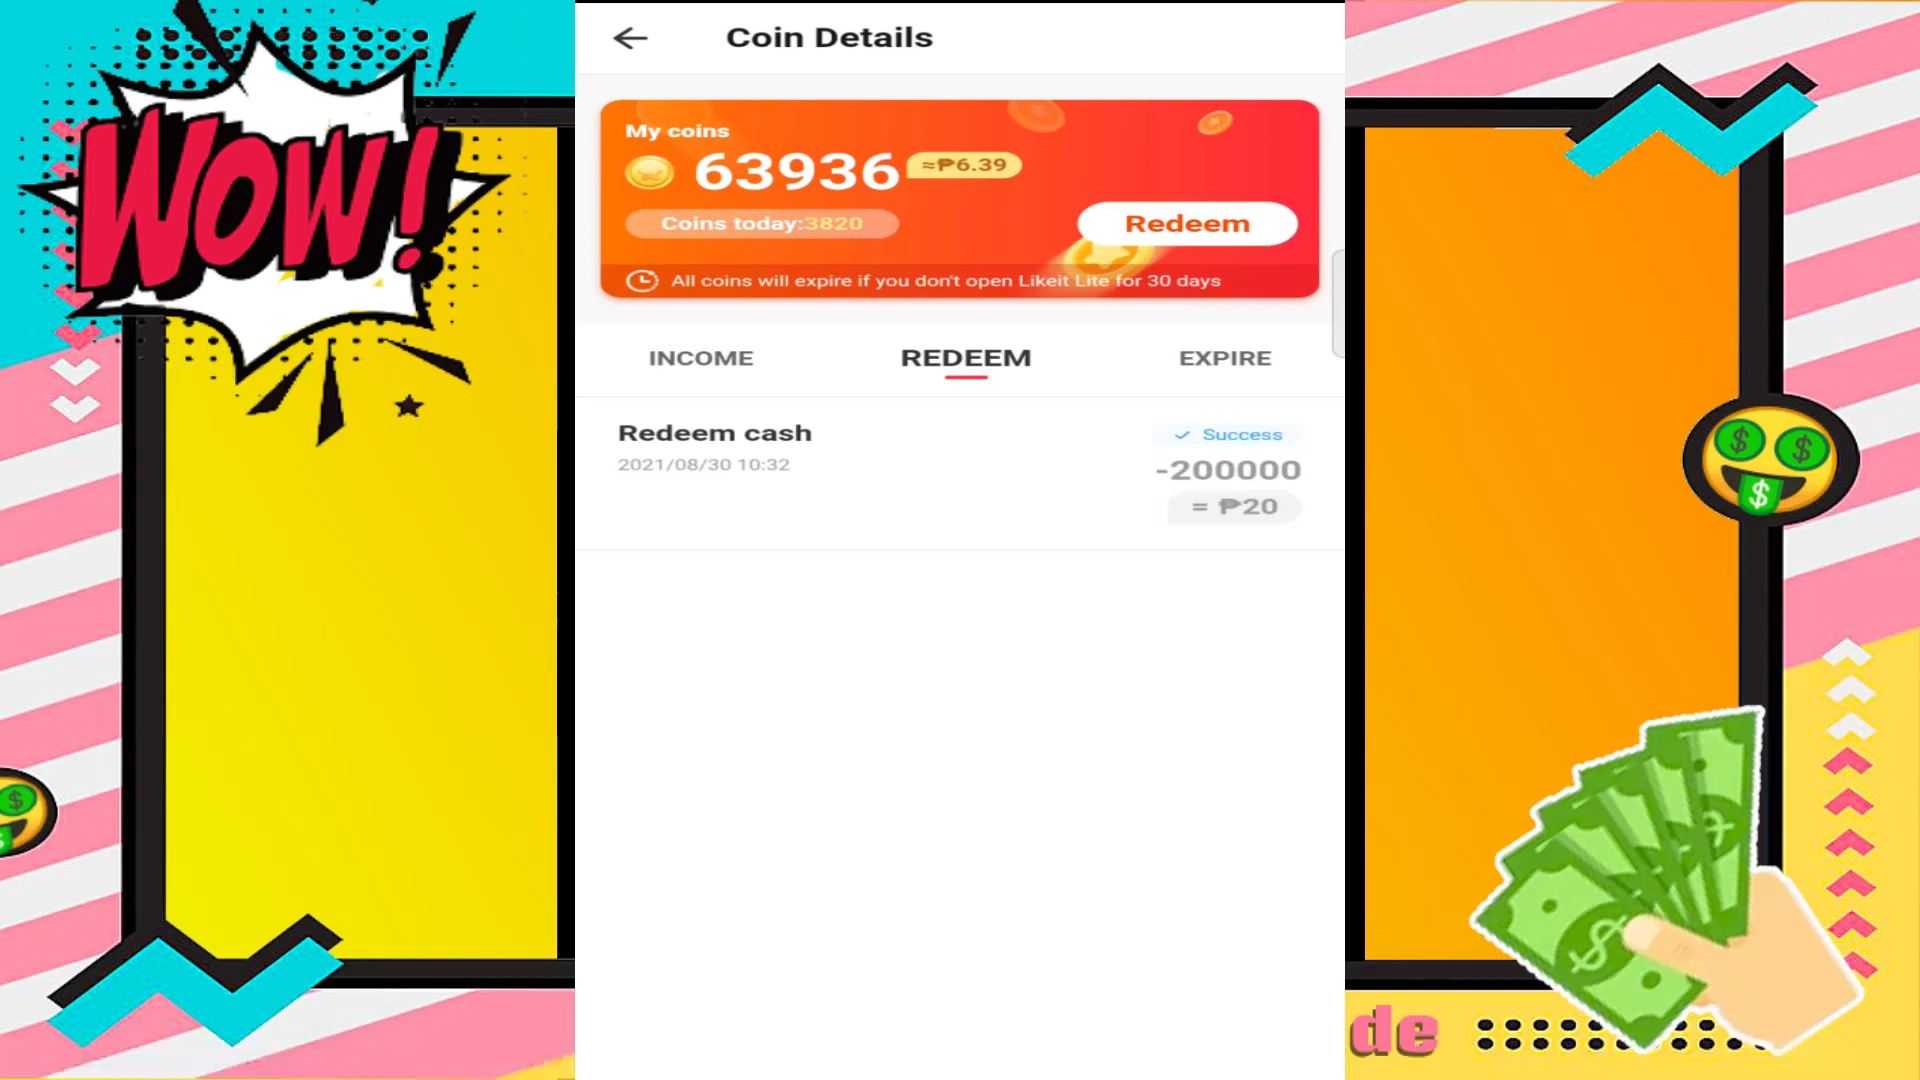 WOW!
Coin Details
My coins
63936 ≈₱6.39
Coins today:3820
Redeem
All coins will expire if you don't open Likeit Lite for 30 days
INCOME REDEEM EXPIRE
Redeem cash
Success
2021/08/30 10:32
-200000
= ₱20
de